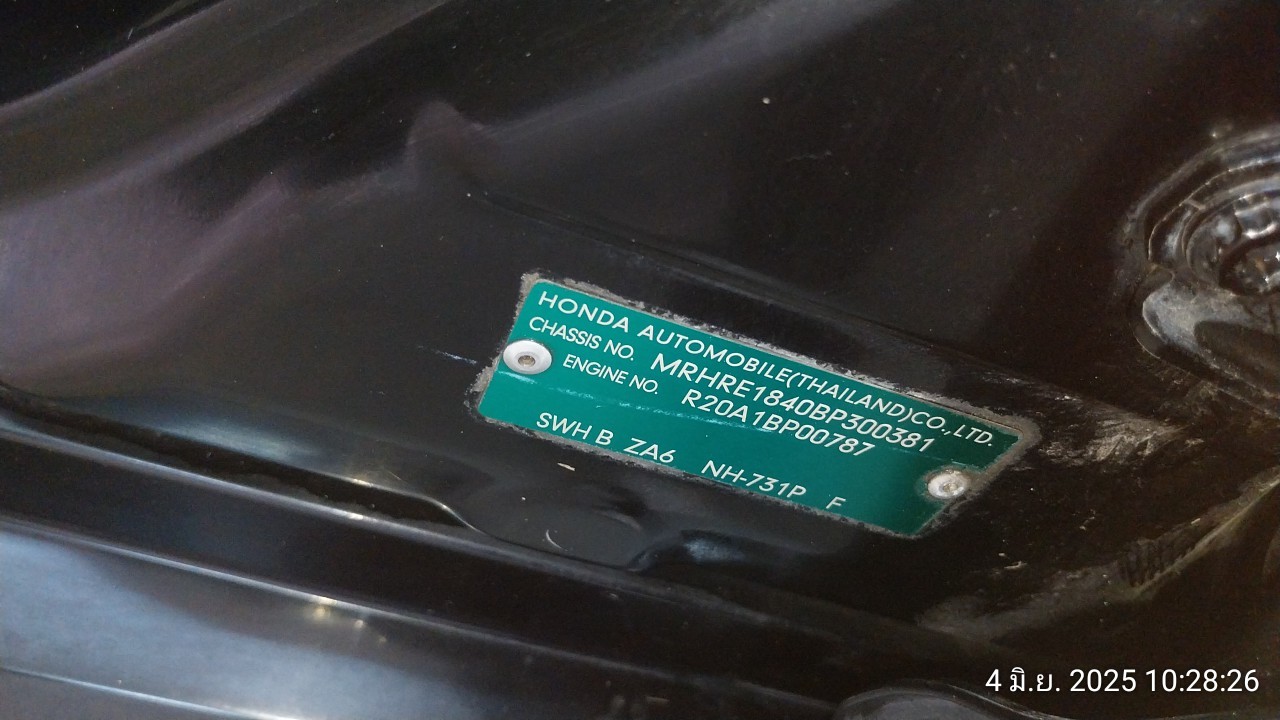 HONDA AUTOMOBILE(THAILAND)CO.,LTD.
CHASSIS NO. MRHRE1840BP300381
ENGINE NO. R20A1BP00787
SWH B ZA6 NH-731P F
4 มิ.ย. 2025 10:28:26